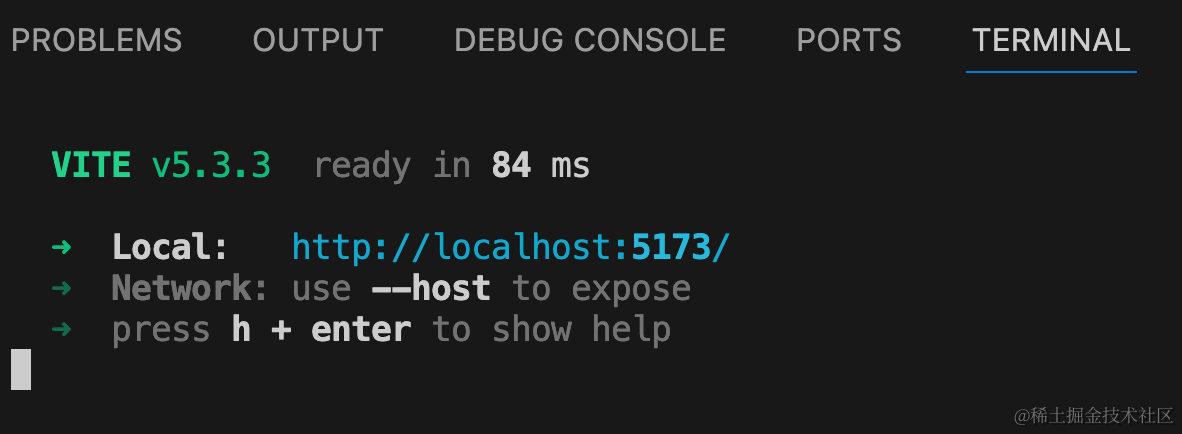 PROBLEMS OUTPUT DEBUG CONSOLE PORTS TERMINAL
VITE v5.3.3 ready in 84 ms
➜ Local: http://localhost:5173/
➜ Network: use --host to expose
➜ press h + enter to show help
@稀土掘金技术社区